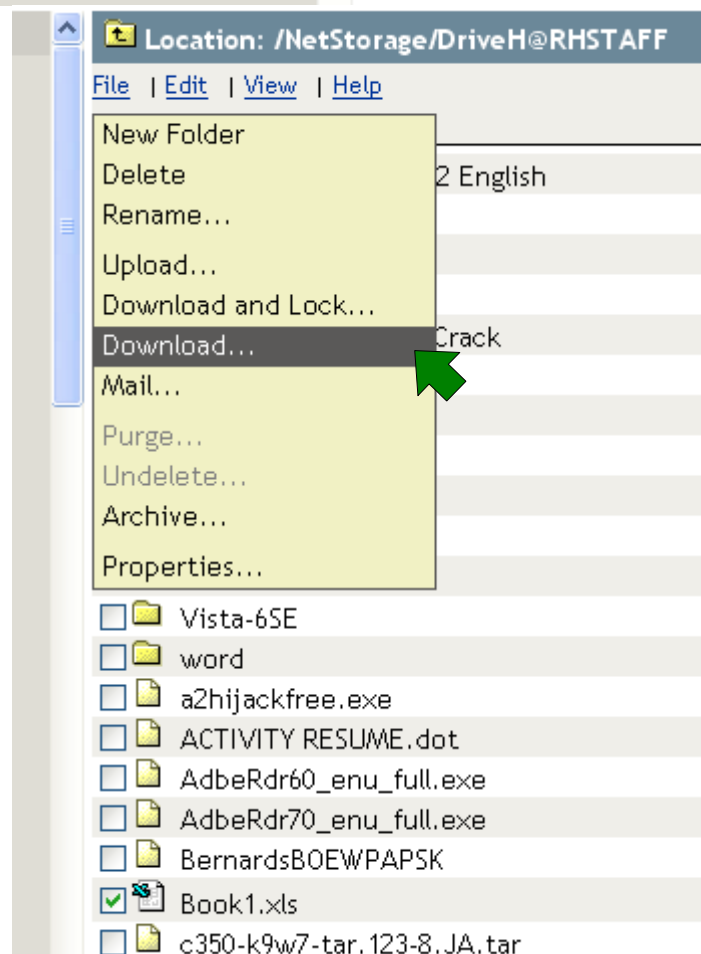 Location: /NetStorage/DriveH@RHSTAFF
File | Edit | View | Help
New Folder
Delete
2 English
Rename...
Upload...
Download and Lock...
Download...
Crack
Mail...
Purge...
Undelete...
Archive...
Properties...
Vista-6SE
word
a2hijackfree.exe
ACTIVITY RESUME.dot
AdbeRdr60_enu_full.exe
AdbeRdr70_enu_full.exe
BernardsBOEWPAPSK
Book1.xls
c350-k9w7-tar.123-8.JA.tar